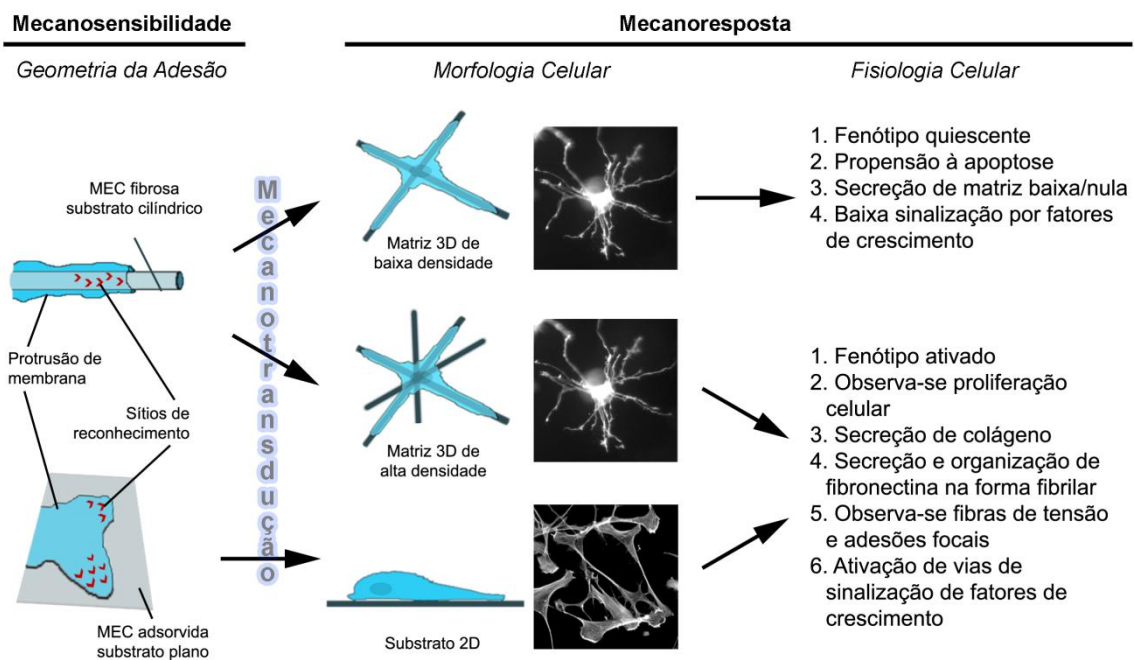 Mecanosensibilidade
Mecanoresposta
Geometria da Adesão
Morfologia Celular
Fisiologia Celular
MEC fibrosa
substrato cilíndrico
Protrusão de
membrana
Sítios de
reconhecimento
MEC adsorvida
substrato plano
Mecanotransdução
Matriz 3D de
baixa densidade
Matriz 3D de
alta densidade
Substrato 2D
1. Fenótipo quiescente
2. Propensão à apoptose
3. Secreção de matriz baixa/nula
4. Baixa sinalização por fatores
de crescimento
1. Fenótipo ativado
2. Observa-se proliferação
celular
3. Secreção de colágeno
4. Secreção e organização de
fibronectina na forma fibrilar
5. Observa-se fibras de tensão
e adesões focais
6. Ativação de vias de
sinalização de fatores de
crescimento